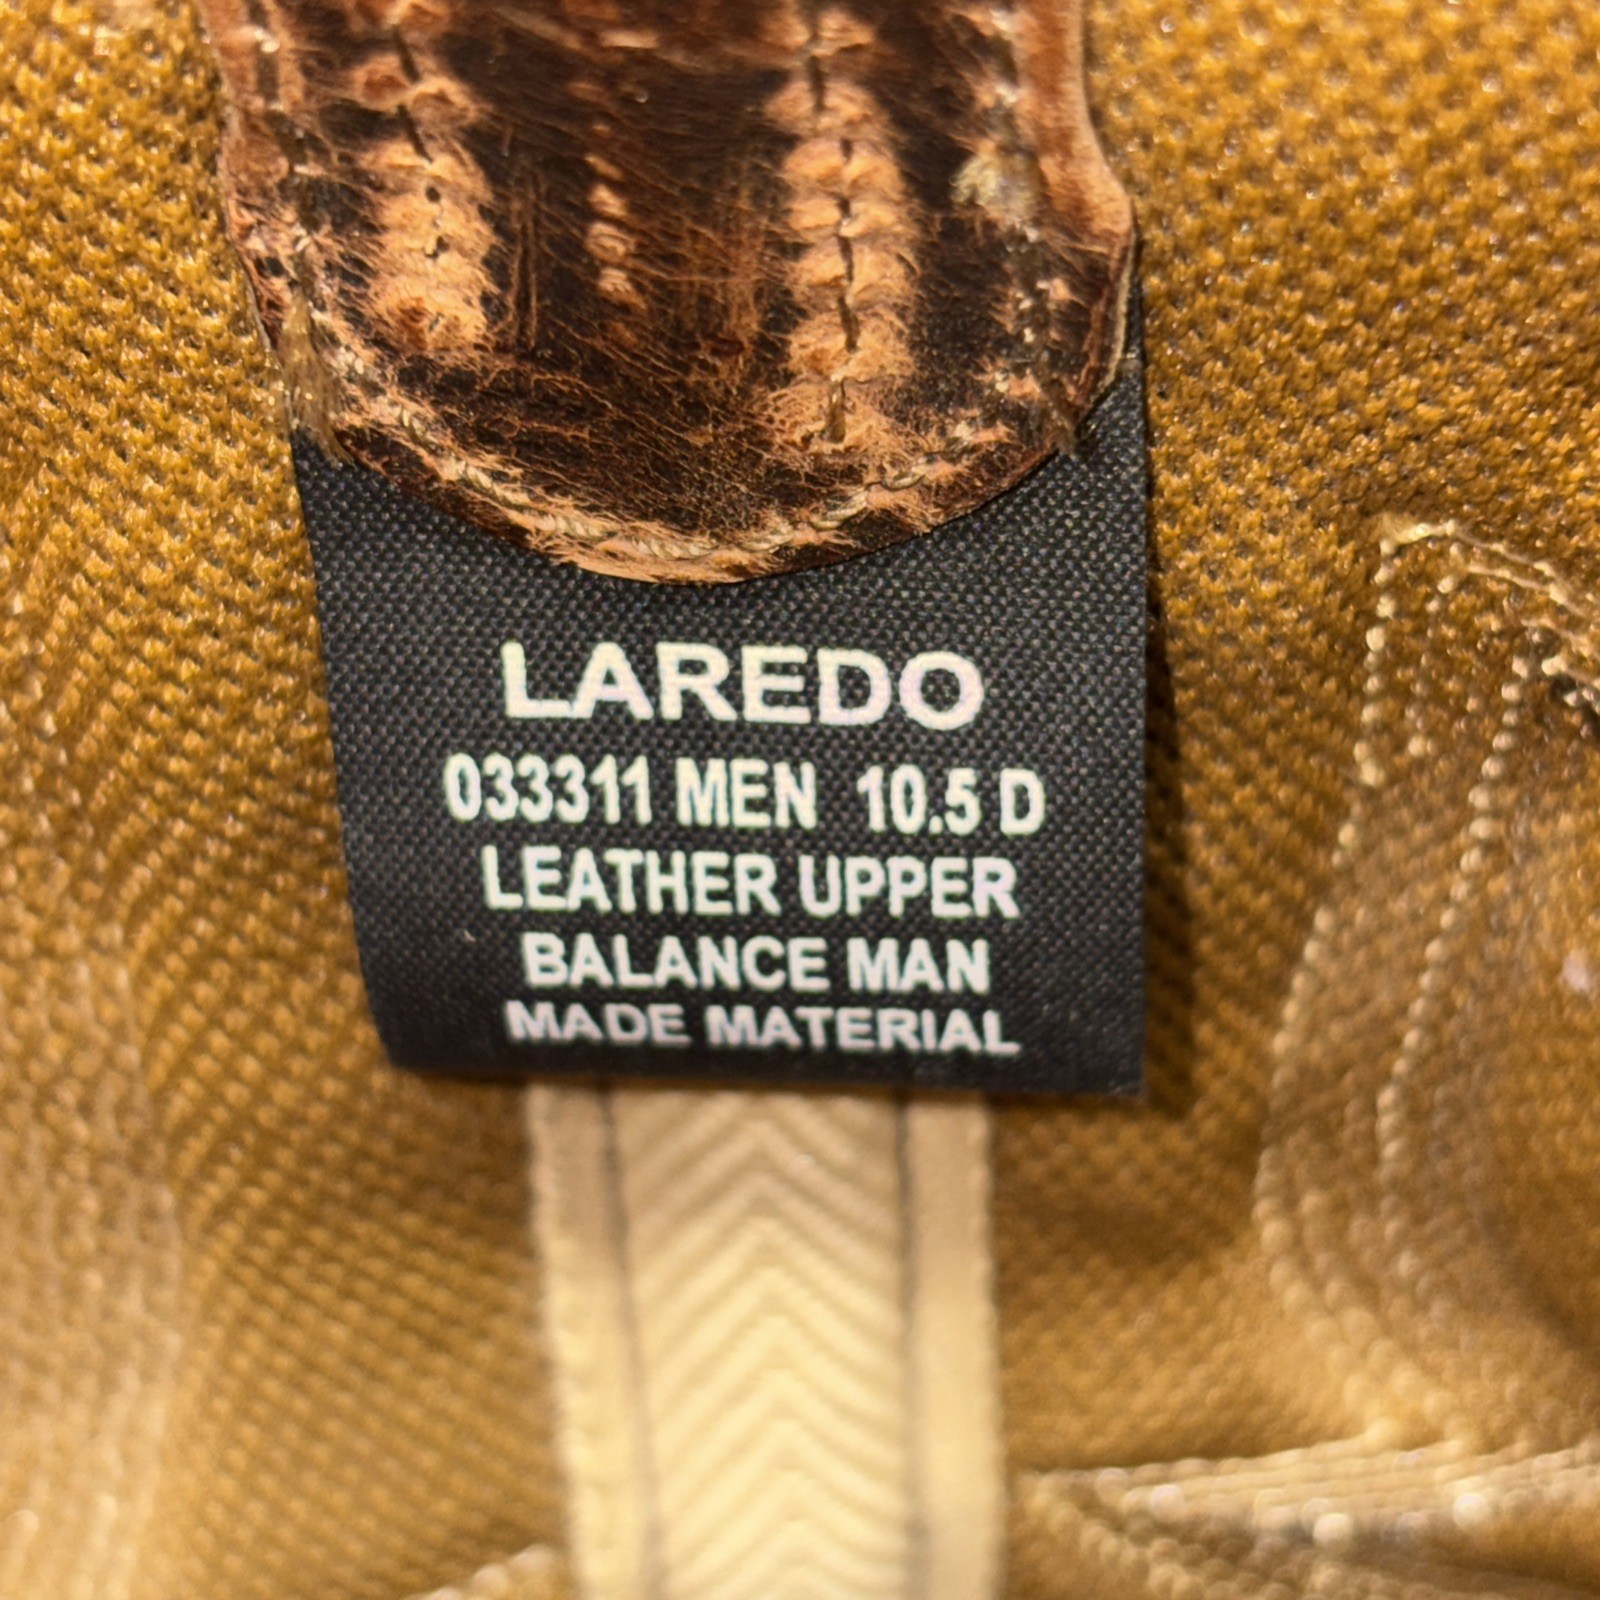 LAREDO
033311 MEN 10.5 D
LEATHER UPPER
BALANCE MAN
MADE MATERIAL